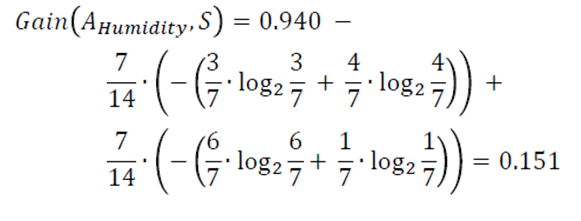 Gain(A_Humidity, S) = 0.940 −
7/14 · (−(3/7 · log₂ 3/7 + 4/7 · log₂ 4/7)) +
7/14 · (−(6/7 · log₂ 6/7 + 1/7 · log₂ 1/7)) = 0.151